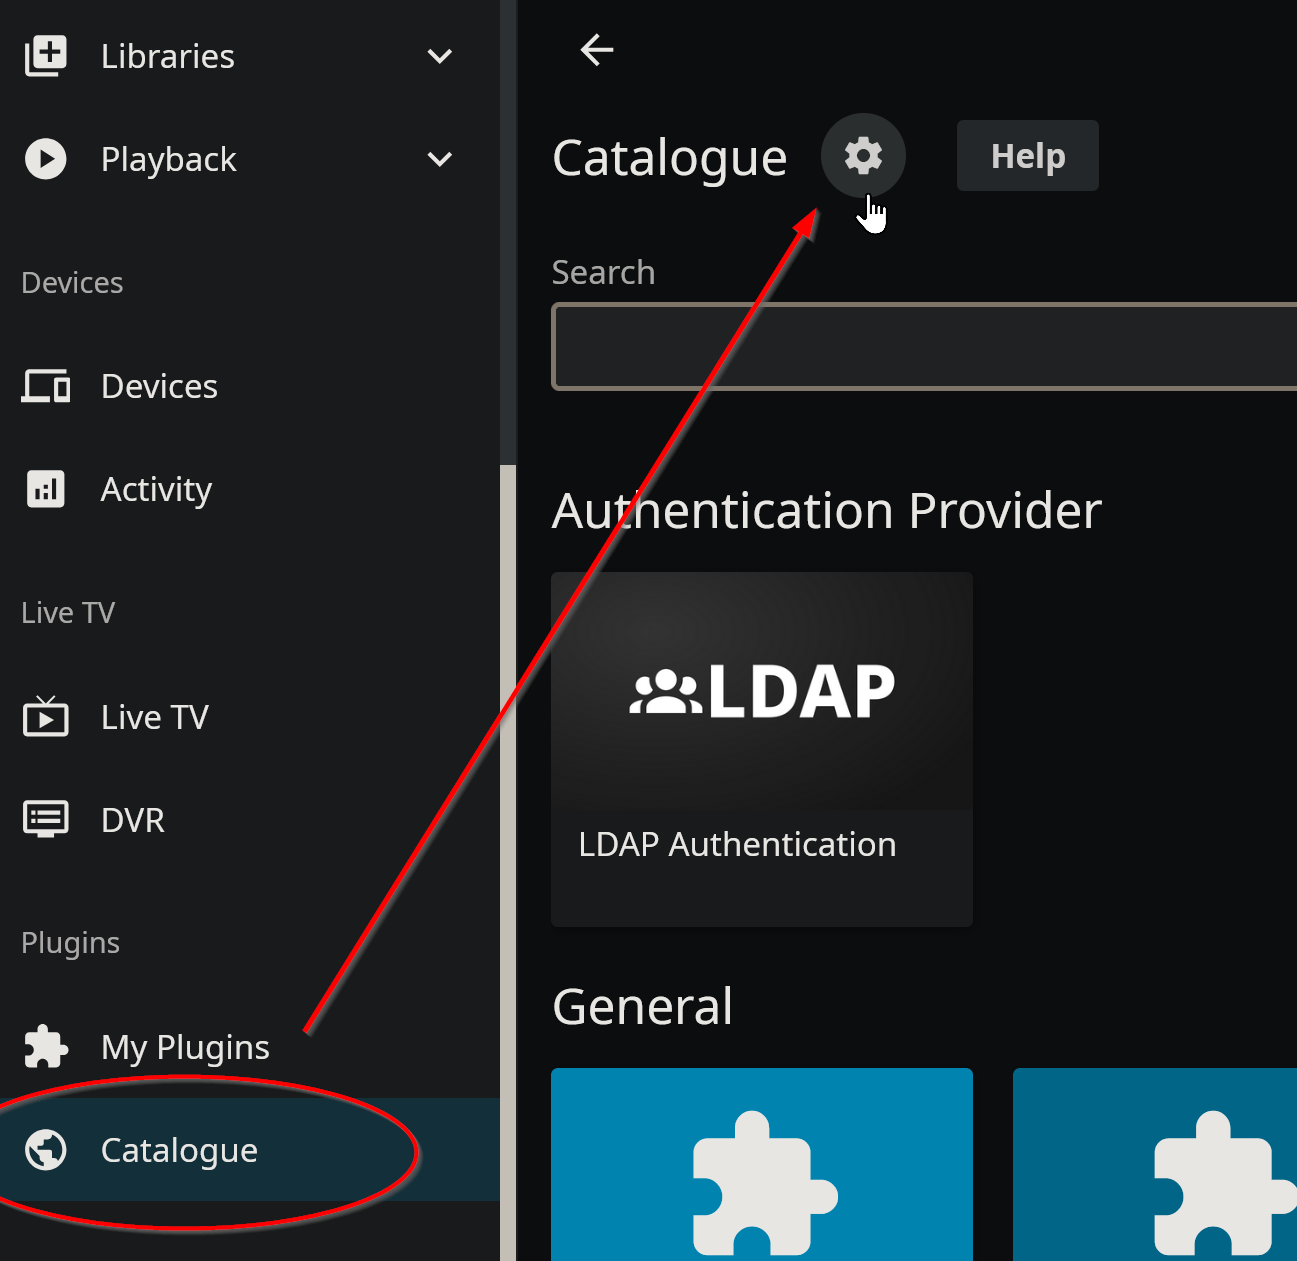 Libraries
Playback
Devices
Devices
Activity
Live TV
Live TV
DVR
Plugins
My Plugins
Catalogue
Catalogue
Help
Search
Authentication Provider
LDAP
LDAP Authentication
General